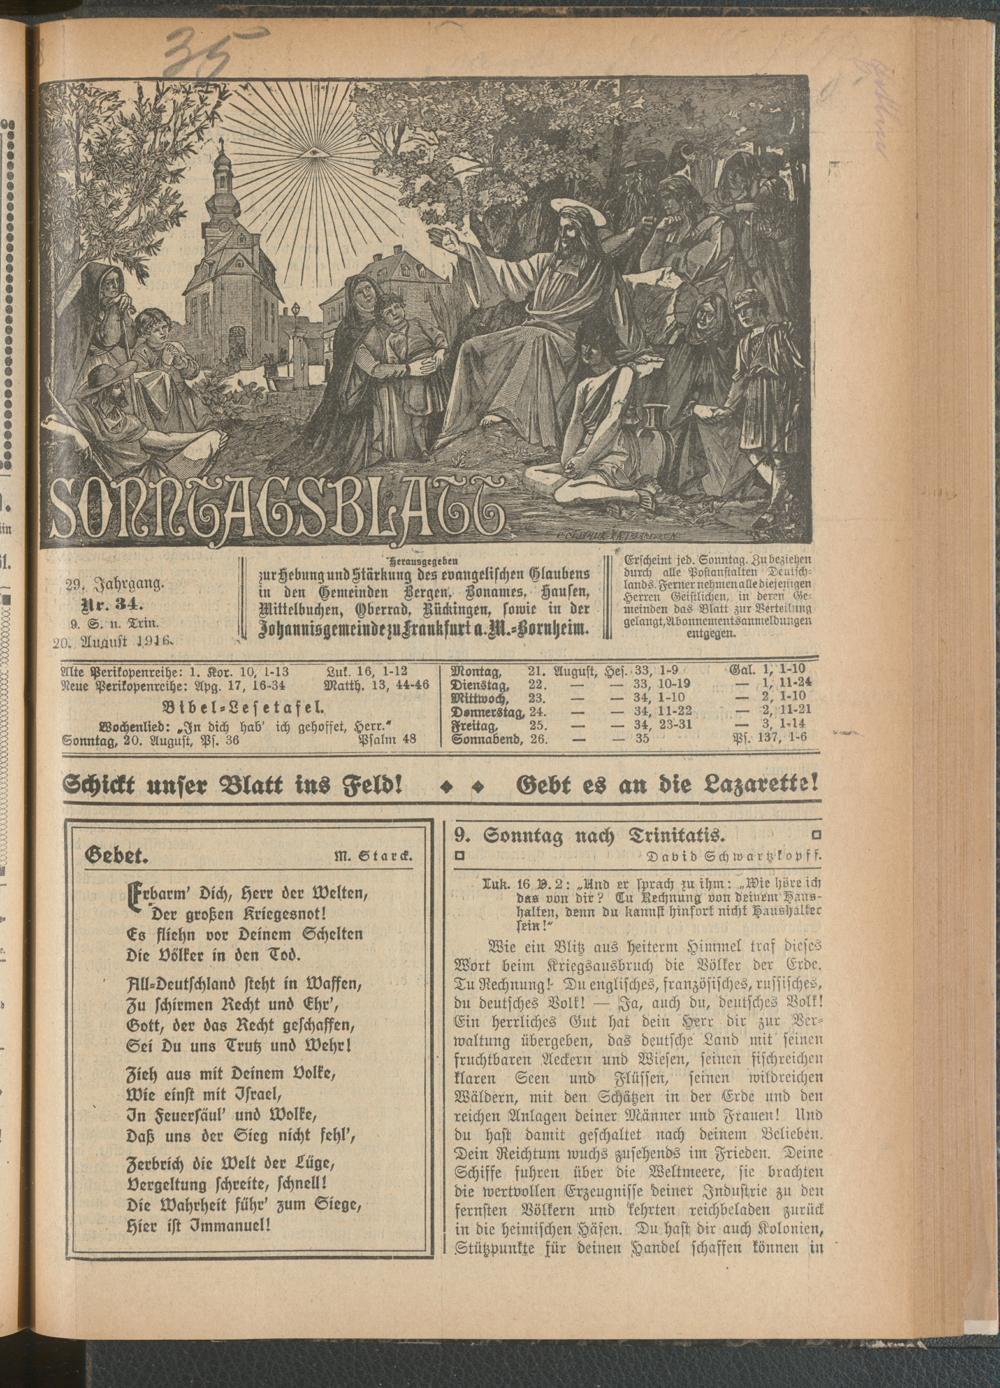 35
SONNTAGSBLATT
29. Jahrgang.
Nr. 34.
9. S. n. Trin.
20. August 1916.
Herausgegeben
zur Hebung und Stärkung des evangelischen Glaubens
in den Gemeinden Bergen, Bonames, Hausen,
Mittelbuchen, Oberrad, Rückingen, sowie in der
Johannisgemeinde zu Frankfurt a. M.-Bornheim.
Erscheint jed. Sonntag. Zu beziehen
durch alle Postanstalten Deutsch-
lands. Ferner nehmen alle diejenigen
Herren Geistlichen, in deren Ge-
meinden das Blatt zur Verteilung
gelangt, Abonnementsanmeldungen
entgegen.
Alte Perikopenreihe: 1. Kor. 10, 1-13 Luk. 16, 1-12
Neue Perikopenreihe: Apg. 17, 16-34 Matth. 13, 44-46
Bibel-Lesetafel.
Wochenlied: „In dich hab' ich gehoffet, Herr.“
Sonntag, 20. August, Ps. 36 Psalm 48
Montag, 21. August, Hes. 33, 1-9 Gal. 1, 1-10
Dienstag, 22. — — 33, 10-19 — 1, 11-24
Mittwoch, 23. — — 34, 1-10 — 2, 1-10
Donnerstag, 24. — — 34, 11-22 — 2, 11-21
Freitag, 25. — — 34, 23-31 — 3, 1-14
Sonnabend, 26. — — 35 Ps. 137, 1-6
Schickt unser Blatt ins Feld! ◆ ◆ Gebt es an die Lazarette!
Gebet. M. Starck.
Erbarm' Dich, Herr der Welten,
Der großen Kriegesnot!
Es fliehn vor Deinem Schelten
Die Völker in den Tod.
All-Deutschland steht in Waffen,
Zu schirmen Recht und Ehr',
Gott, der das Recht geschaffen,
Sei Du uns Trutz und Wehr!
Zieh aus mit Deinem Volke,
Wie einst mit Israel,
In Feuersäul' und Wolke,
Daß uns der Sieg nicht fehl',
Zerbrich die Welt der Lüge,
Vergeltung schreite, schnell!
Die Wahrheit führ' zum Siege,
Hier ist Immanuel!
9. Sonntag nach Trinitatis.
David Schwartzkopff.
Luk. 16 V. 2: „Und er sprach zu ihm: „Wie höre ich
das von dir? Tu Rechnung von deinem Haus-
halten, denn du kannst hinfort nicht Haushalter
sein!“
Wie ein Blitz aus heiterm Himmel traf dieses
Wort beim Kriegsausbruch die Völker der Erde.
Tu Rechnung! Du englisches, französisches, russisches,
du deutsches Volk! — Ja, auch du, deutsches Volk!
Ein herrliches Gut hat dein Herr dir zur Ver-
waltung übergeben, das deutsche Land mit seinen
fruchtbaren Aeckern und Wiesen, seinen fischreichen
klaren Seen und Flüssen, seinen wildreichen
Wäldern, mit den Schätzen in der Erde und den
reichen Anlagen deiner Männer und Frauen! Und
du hast damit geschaltet nach deinem Belieben.
Dein Reichtum wuchs zusehends im Frieden. Deine
Schiffe fuhren über die Weltmeere, sie brachten
die wertvollen Erzeugnisse deiner Industrie zu den
fernsten Völkern und kehrten reichbeladen zurück
in die heimischen Häfen. Du hast dir auch Kolonien,
Stützpunkte für deinen Handel schaffen können in